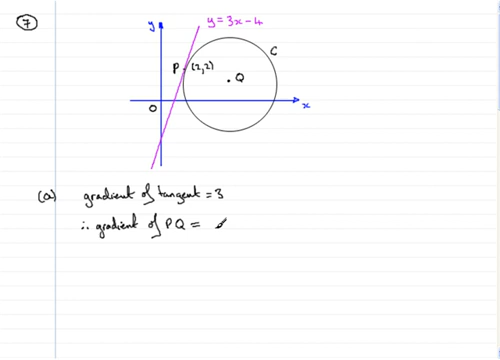 7
y
y = 3x - 4
C
P (2,2)
Q
O
x
(a) gradient of tangent = 3
∴ gradient of PQ =